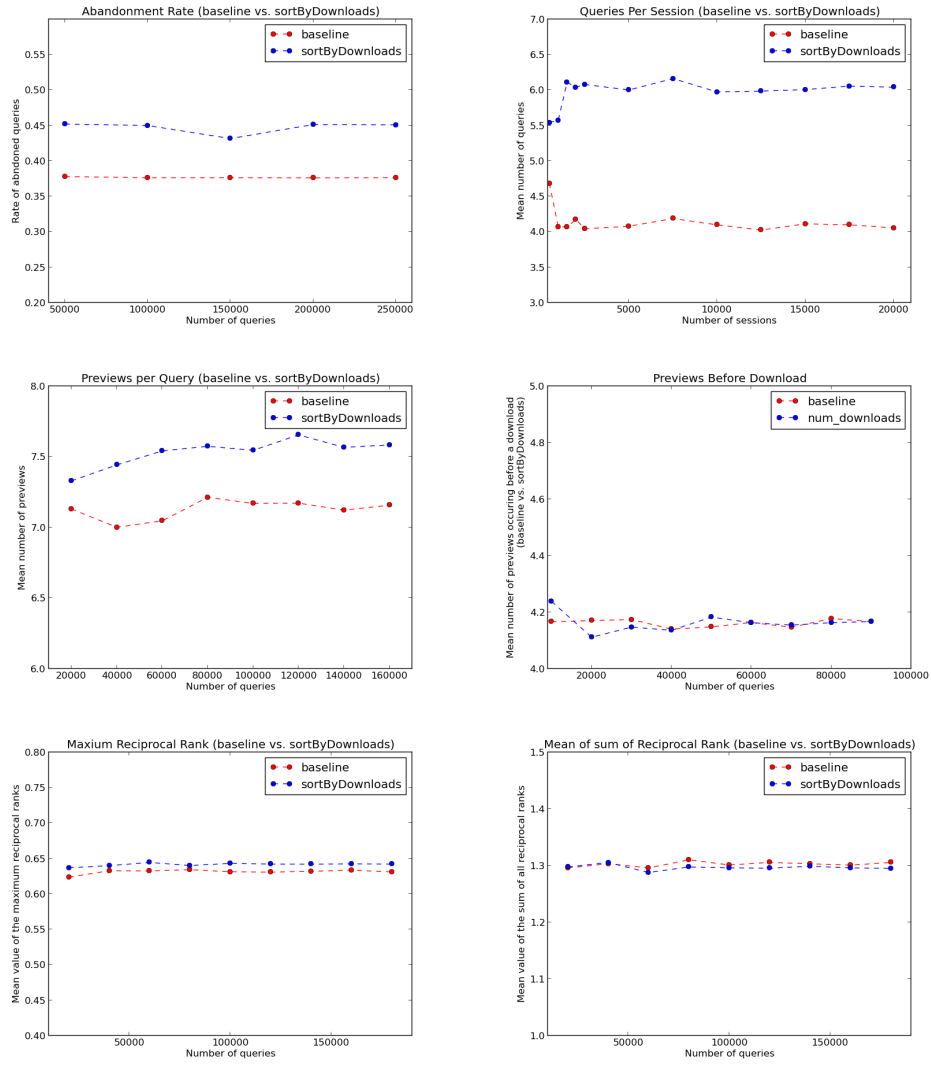 Abandonment Rate (baseline vs. sortByDownloads)
baseline
sortByDownloads
Rate of abndoned queries
0.55
0.50
0.45
0.40
0.35
0.30
0.25
0.20
50000 100000 150000 200000 250000
Number of queries
Queries Per Session (baseline vs. sortByDownloads)
baseline
sortByDownloads
Mean number of queries
7.0
6.5
6.0
5.5
5.0
4.5
4.0
3.5
3.0
5000 10000 15000 20000
Number of sessions
Previews per Query (baseline vs. sortByDownloads)
baseline
sortByDownloads
Mean number of previews
8.0
7.5
7.0
6.5
6.0
20000 40000 60000 80000 100000 120000 140000 160000
Number of queries
Previews Before Download
baseline
num_downloads
Mean number of previews occuring before a download
(baseline vs. sortByDownloads)
5.0
4.8
4.6
4.4
4.2
4.0
20000 40000 60000 80000 100000
Number of queries
Maxium Reciprocal Rank (baseline vs. sortByDownloads)
baseline
sortByDownloads
Mean value of the maximum reciprocal ranks
0.80
0.75
0.70
0.65
0.60
0.55
0.50
0.45
0.40
50000 100000 150000
Number of queries
Mean of sum of Reciprocal Rank (baseline vs. sortByDownloads)
baseline
sortByDownloads
Mean value of the sum of all reciprocal ranks
1.5
1.4
1.3
1.2
1.1
1.0
50000 100000 150000
Number of queries